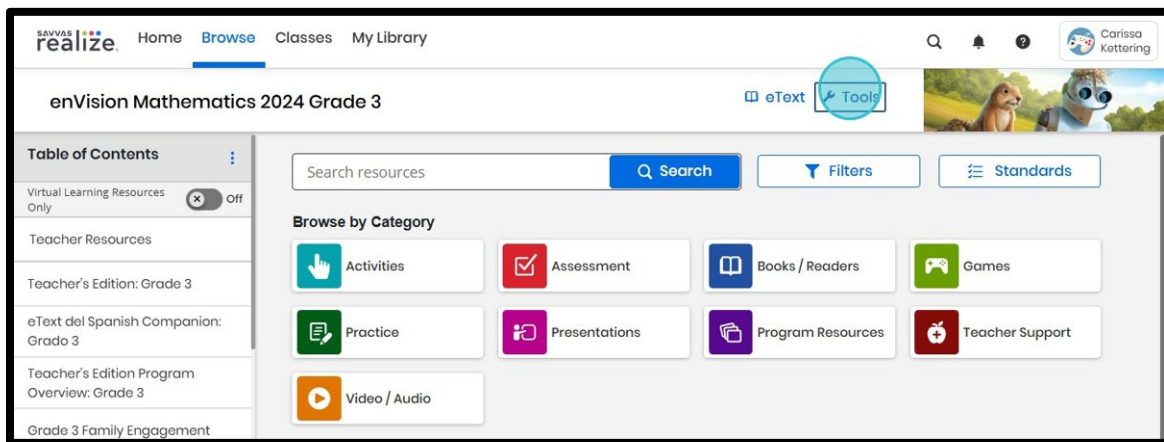 savvas
realize. Home Browse Classes My Library
Carissa
Kettering
enVision Mathematics 2024 Grade 3
eText Tools
Table of Contents
Virtual Learning Resources
Only
Off
Teacher Resources
Teacher's Edition: Grade 3
eText del Spanish Companion:
Grado 3
Teacher's Edition Program
Overview: Grade 3
Grade 3 Family Engagement
Search resources Search Filters Standards
Browse by Category
Activities Assessment Books / Readers Games
Practice Presentations Program Resources Teacher Support
Video / Audio